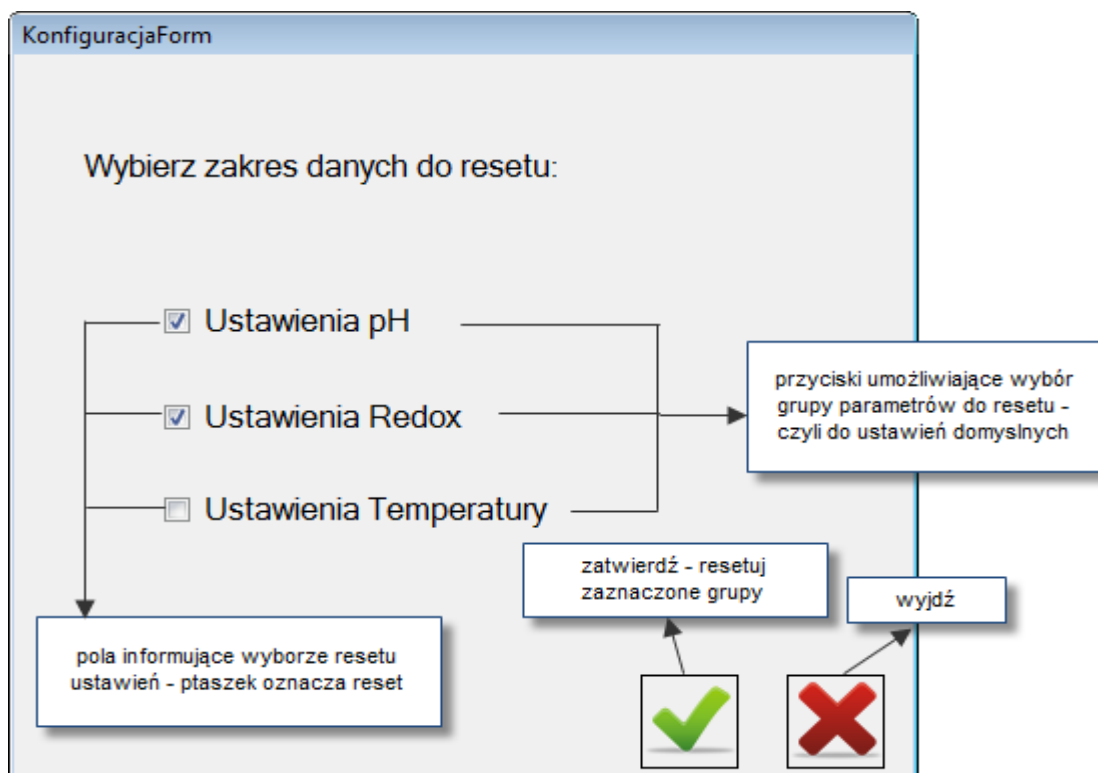 KonfiguracjaForm
Wybierz zakres danych do resetu:
Ustawienia pH
Ustawienia Redox
Ustawienia Temperatury
przyciski umożliwiające wybór
grupy parametrów do resetu -
czyli do ustawień domyslnych
zatwierdź - resetuj
zaznaczone grupy
wyjdź
pola informujące wyborze resetu
ustawień - ptaszek oznacza reset